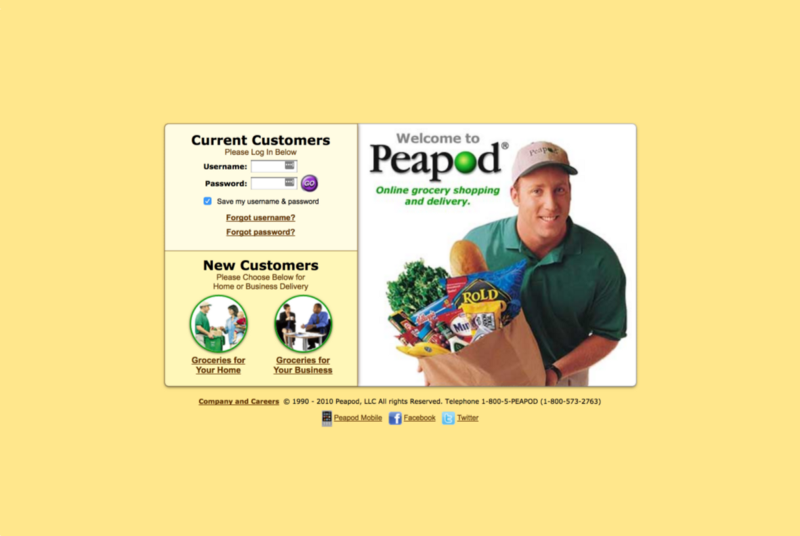 Current Customers
Please Log In Below
Username:
Password:
GO
Save my username & password
Forgot username?
Forgot password?
New Customers
Please Choose Below for
Home or Business Delivery
Groceries for
Your Home
Groceries for
Your Business
Welcome to
Peapod®
Online grocery shopping
and delivery.
Peapod
ROLD
Company and Careers © 1990 - 2010 Peapod, LLC All rights Reserved. Telephone 1-800-5-PEAPOD (1-800-573-2763)
Peapod Mobile
Facebook
Twitter